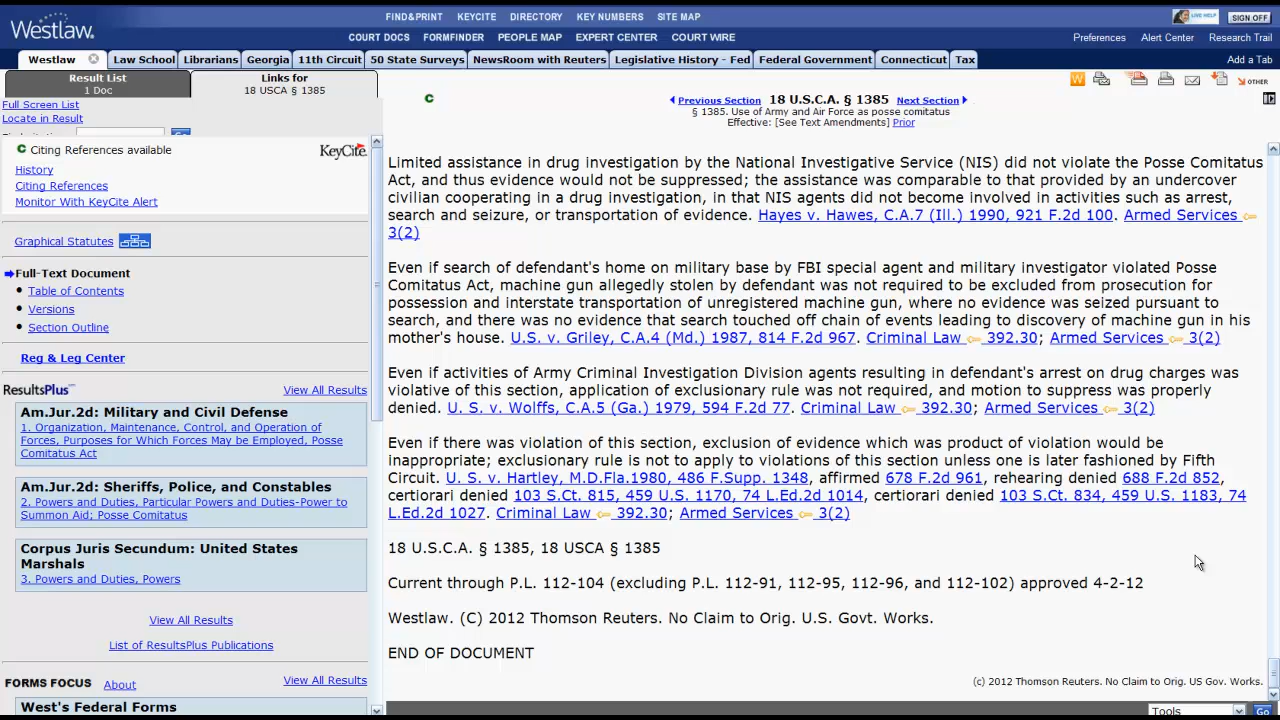 Westlaw.
FIND&PRINT KEYCITE DIRECTORY KEY NUMBERS SITE MAP
COURT DOCS FORMFINDER PEOPLE MAP EXPERT CENTER COURT WIRE
LIVE HELP SIGN OFF
Preferences Alert Center Research Trail
Westlaw Law School Librarians Georgia 11th Circuit 50 State Surveys NewsRoom with Reuters Legislative History - Fed Federal Government Connecticut Tax Add a Tab
Result List
1 Doc
Links for
18 USCA § 1385
Full Screen List
Locate in Result
Go
C Citing References available KeyCite.
History
Citing References
Monitor With KeyCite Alert
Graphical Statutes
Full-Text Document
• Table of Contents
• Versions
• Section Outline
Reg & Leg Center
ResultsPlus™ View All Results
Am.Jur.2d: Military and Civil Defense
1. Organization, Maintenance, Control, and Operation of
Forces, Purposes for Which Forces May be Employed, Posse
Comitatus Act
Am.Jur.2d: Sheriffs, Police, and Constables
2. Powers and Duties, Particular Powers and Duties-Power to
Summon Aid; Posse Comitatus
Corpus Juris Secundum: United States
Marshals
3. Powers and Duties, Powers
View All Results
List of ResultsPlus Publications
FORMS FOCUS About View All Results
West's Federal Forms
W OTHER
C
Previous Section 18 U.S.C.A. § 1385 Next Section
§ 1385. Use of Army and Air Force as posse comitatus
Effective: [See Text Amendments] Prior
Limited assistance in drug investigation by the National Investigative Service (NIS) did not violate the Posse Comitatus
Act, and thus evidence would not be suppressed; the assistance was comparable to that provided by an undercover
civilian cooperating in a drug investigation, in that NIS agents did not become involved in activities such as arrest,
search and seizure, or transportation of evidence. Hayes v. Hawes, C.A.7 (Ill.) 1990, 921 F.2d 100. Armed Services
3(2)
Even if search of defendant's home on military base by FBI special agent and military investigator violated Posse
Comitatus Act, machine gun allegedly stolen by defendant was not required to be excluded from prosecution for
possession and interstate transportation of unregistered machine gun, where no evidence was seized pursuant to
search, and there was no evidence that search touched off chain of events leading to discovery of machine gun in his
mother's house. U.S. v. Griley, C.A.4 (Md.) 1987, 814 F.2d 967. Criminal Law 392.30; Armed Services 3(2)
Even if activities of Army Criminal Investigation Division agents resulting in defendant's arrest on drug charges was
violative of this section, application of exclusionary rule was not required, and motion to suppress was properly
denied. U. S. v. Wolffs, C.A.5 (Ga.) 1979, 594 F.2d 77. Criminal Law 392.30; Armed Services 3(2)
Even if there was violation of this section, exclusion of evidence which was product of violation would be
inappropriate; exclusionary rule is not to apply to violations of this section unless one is later fashioned by Fifth
Circuit. U. S. v. Hartley, M.D.Fla.1980, 486 F.Supp. 1348, affirmed 678 F.2d 961, rehearing denied 688 F.2d 852,
certiorari denied 103 S.Ct. 815, 459 U.S. 1170, 74 L.Ed.2d 1014, certiorari denied 103 S.Ct. 834, 459 U.S. 1183, 74
L.Ed.2d 1027. Criminal Law 392.30; Armed Services 3(2)
18 U.S.C.A. § 1385, 18 USCA § 1385
Current through P.L. 112-104 (excluding P.L. 112-91, 112-95, 112-96, and 112-102) approved 4-2-12
Westlaw. (C) 2012 Thomson Reuters. No Claim to Orig. U.S. Govt. Works.
END OF DOCUMENT
(c) 2012 Thomson Reuters. No Claim to Orig. US Gov. Works.
Tools Go